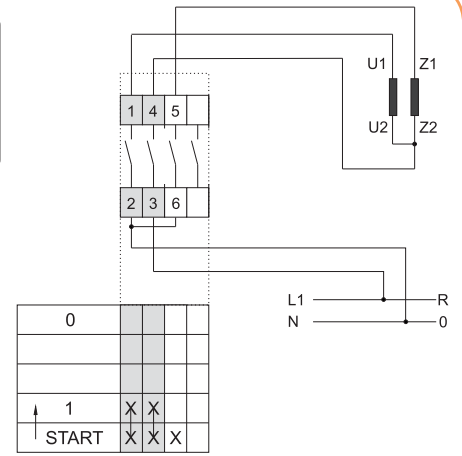 U1 Z1
1 4 5
U2 Z2
2 3 6
L1 R
N 0
0
1 X X
START X X X